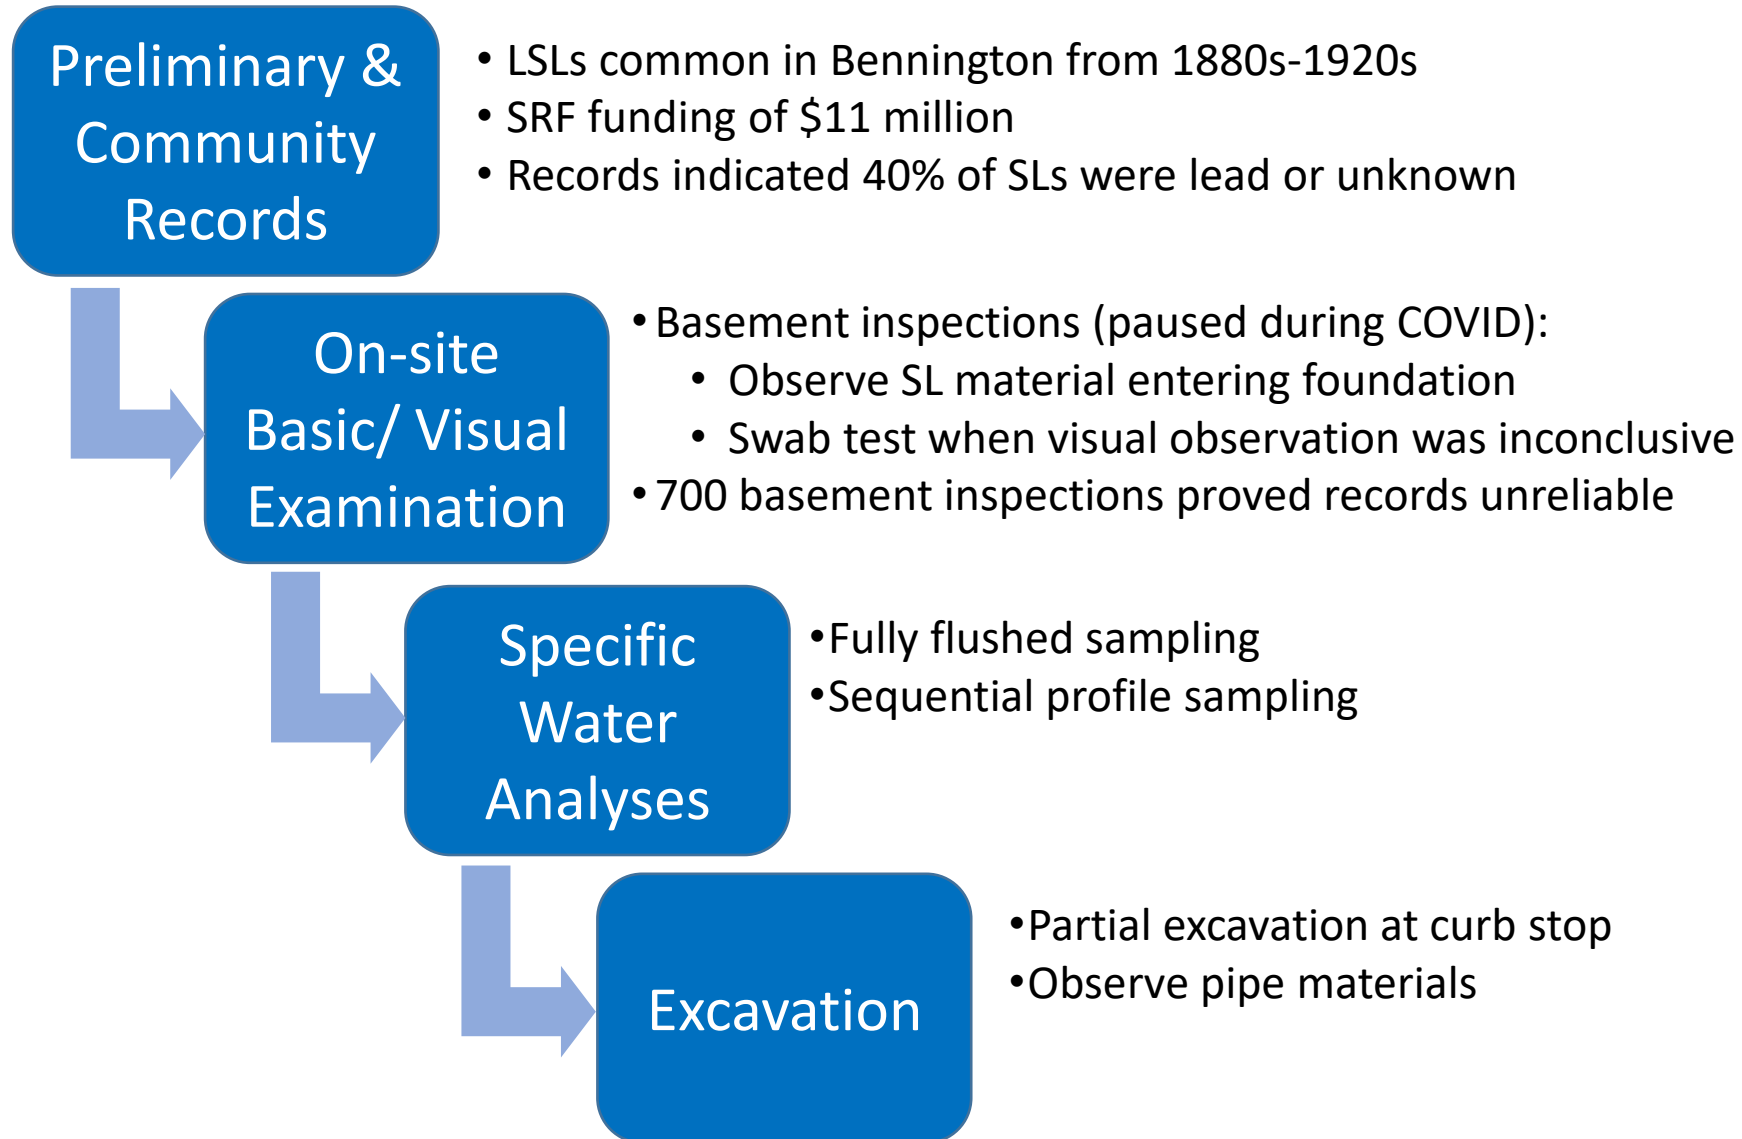 Preliminary &
Community
Records
• LSLs common in Bennington from 1880s-1920s
• SRF funding of $11 million
• Records indicated 40% of SLs were lead or unknown
On-site
Basic/ Visual
Examination
• Basement inspections (paused during COVID):
• Observe SL material entering foundation
• Swab test when visual observation was inconclusive
• 700 basement inspections proved records unreliable
Specific
Water
Analyses
•Fully flushed sampling
•Sequential profile sampling
Excavation
•Partial excavation at curb stop
•Observe pipe materials